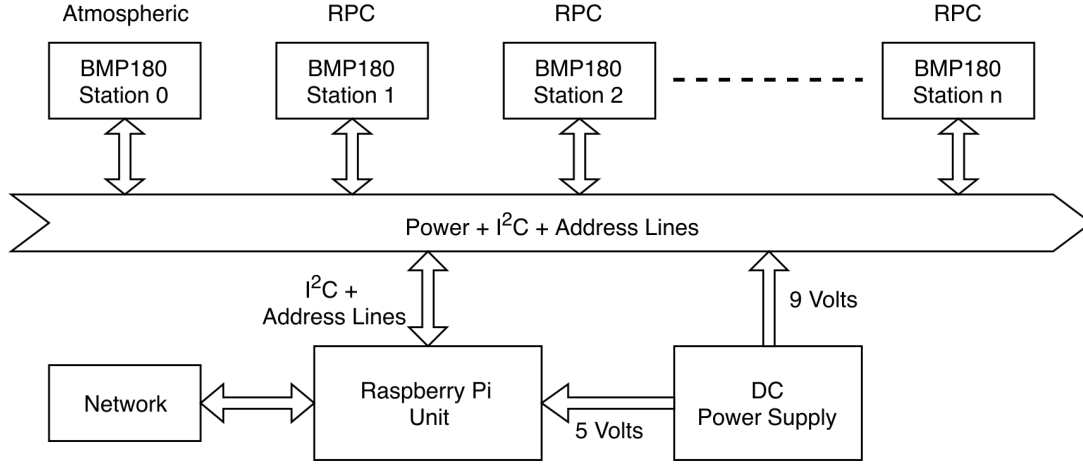 Atmospheric
RPC
RPC
RPC
BMP180
Station 0
BMP180
Station 1
BMP180
Station 2
BMP180
Station n
Power + I²C + Address Lines
I²C +
Address Lines
9 Volts
Network
Raspberry Pi
Unit
5 Volts
DC
Power Supply